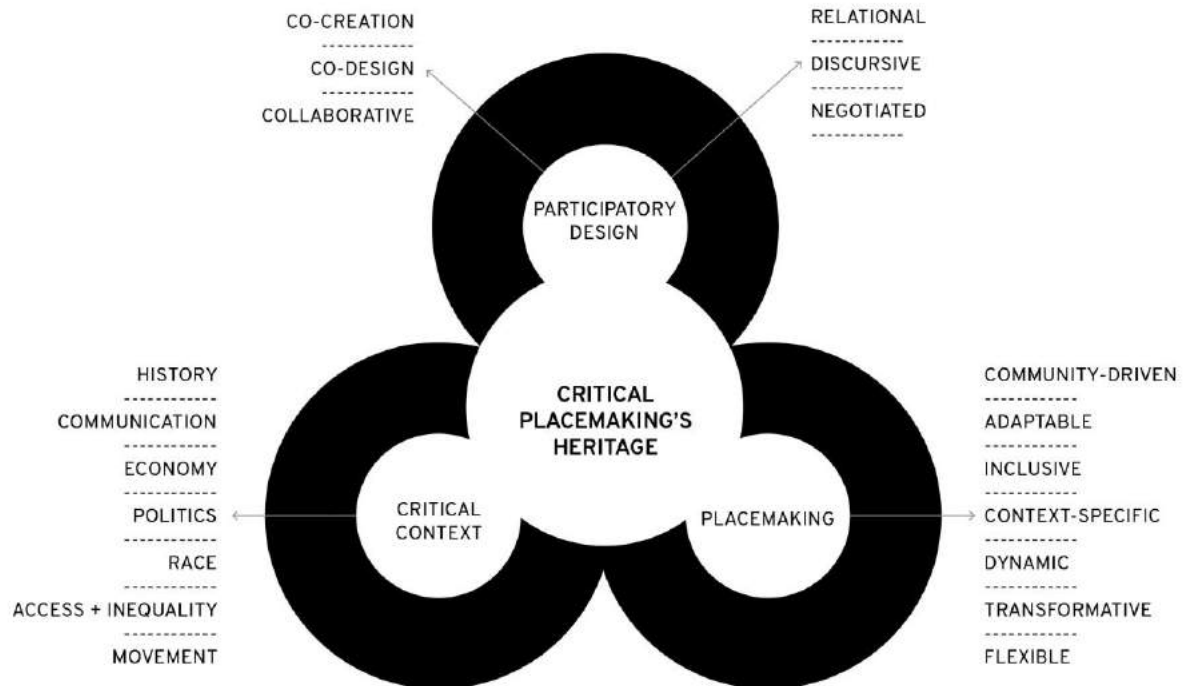 CO-CREATION
CO-DESIGN
COLLABORATIVE
RELATIONAL
DISCURSIVE
NEGOTIATED
PARTICIPATORY
DESIGN
CRITICAL
PLACEMAKING'S
HERITAGE
HISTORY
COMMUNICATION
ECONOMY
POLITICS
RACE
ACCESS + INEQUALITY
MOVEMENT
CRITICAL
CONTEXT
PLACEMAKING
COMMUNITY-DRIVEN
ADAPTABLE
INCLUSIVE
CONTEXT-SPECIFIC
DYNAMIC
TRANSFORMATIVE
FLEXIBLE